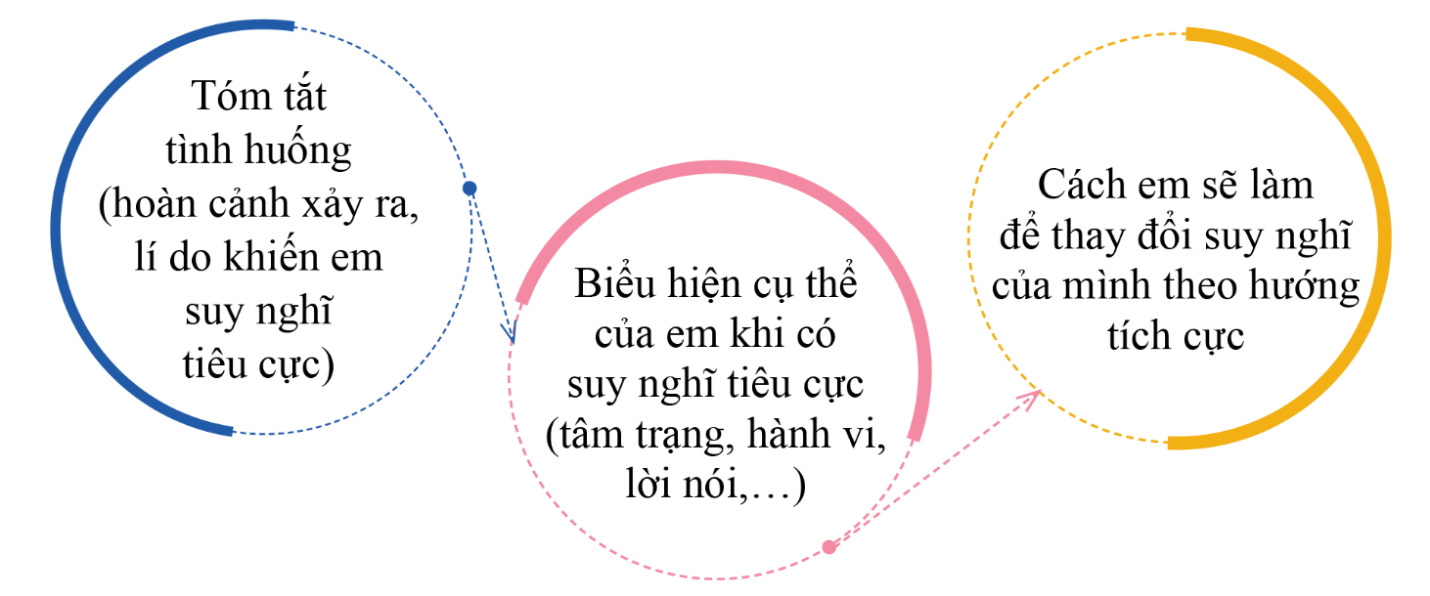 Tóm tắt
tình huống
(hoàn cảnh xảy ra,
lí do khiến em
suy nghĩ
tiêu cực)
Biểu hiện cụ thể
của em khi có
suy nghĩ tiêu cực
(tâm trạng, hành vi,
lời nói,…)
Cách em sẽ làm
để thay đổi suy nghĩ
của mình theo hướng
tích cực